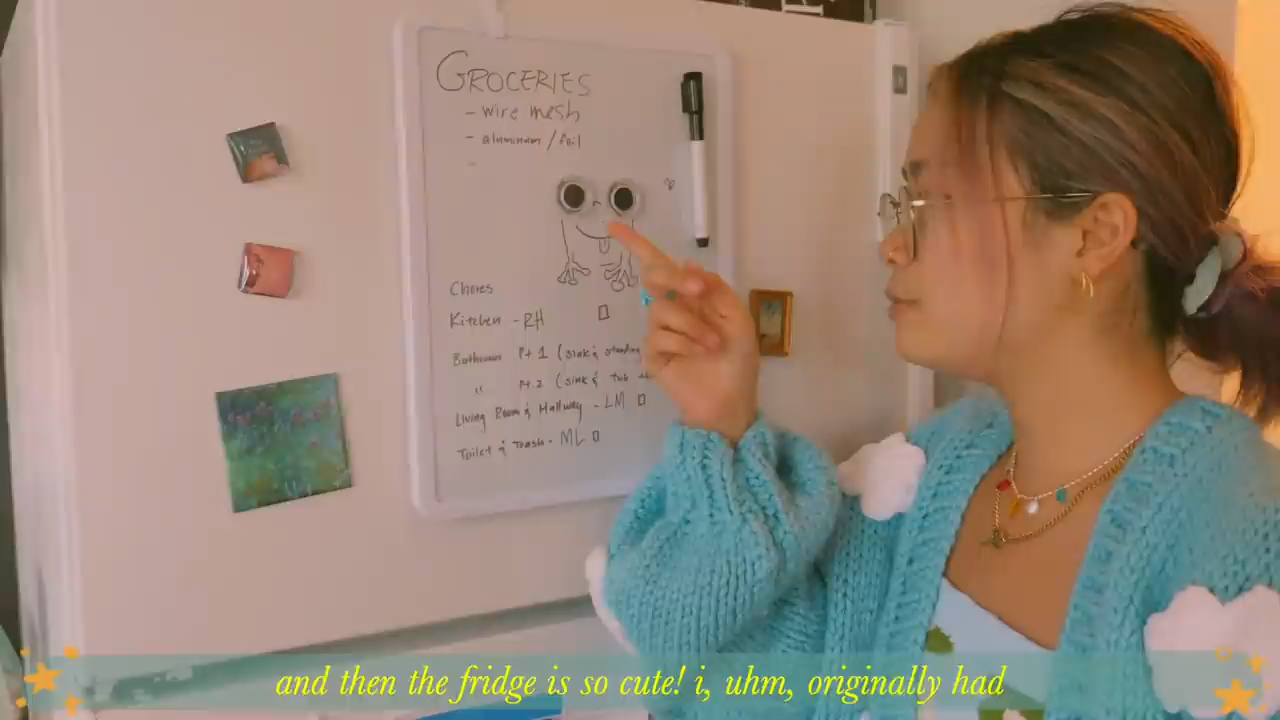 GROCERIES
- wire mesh
- aluminum / foil
-
Chores
Kitchen - RH
Bathroom Pt. 1 (sink & standing
" Pt. 2 (sink & tub
Living Room & Hallway - LM
Toilet & Trash - ML
and then the fridge is so cute! i, uhm, originally had